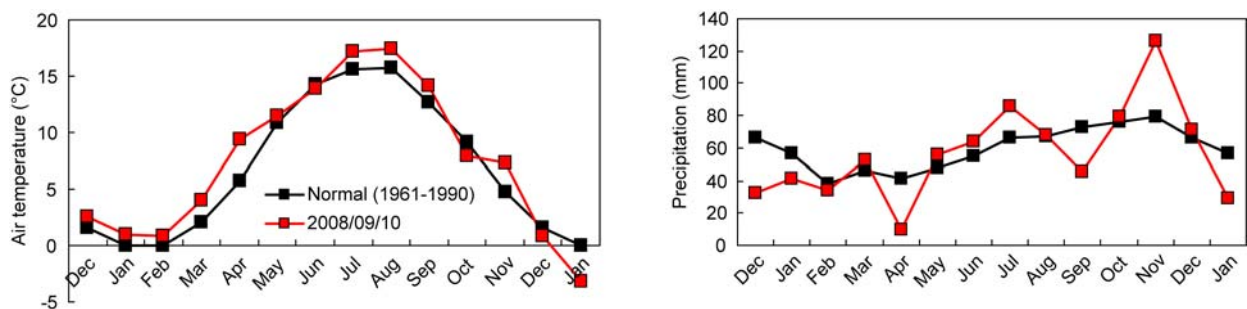 Air temperature (°C)
20
15
10
5
0
-5
Dec
Jan
Feb
Mar
Apr
May
Jun
Jul
Aug
Sep
Oct
Nov
Dec
Jan
Normal (1961-1990)
2008/09/10
Precipitation (mm)
140
120
100
80
60
40
20
0
Dec
Jan
Feb
Mar
Apr
May
Jun
Jul
Aug
Sep
Oct
Nov
Dec
Jan